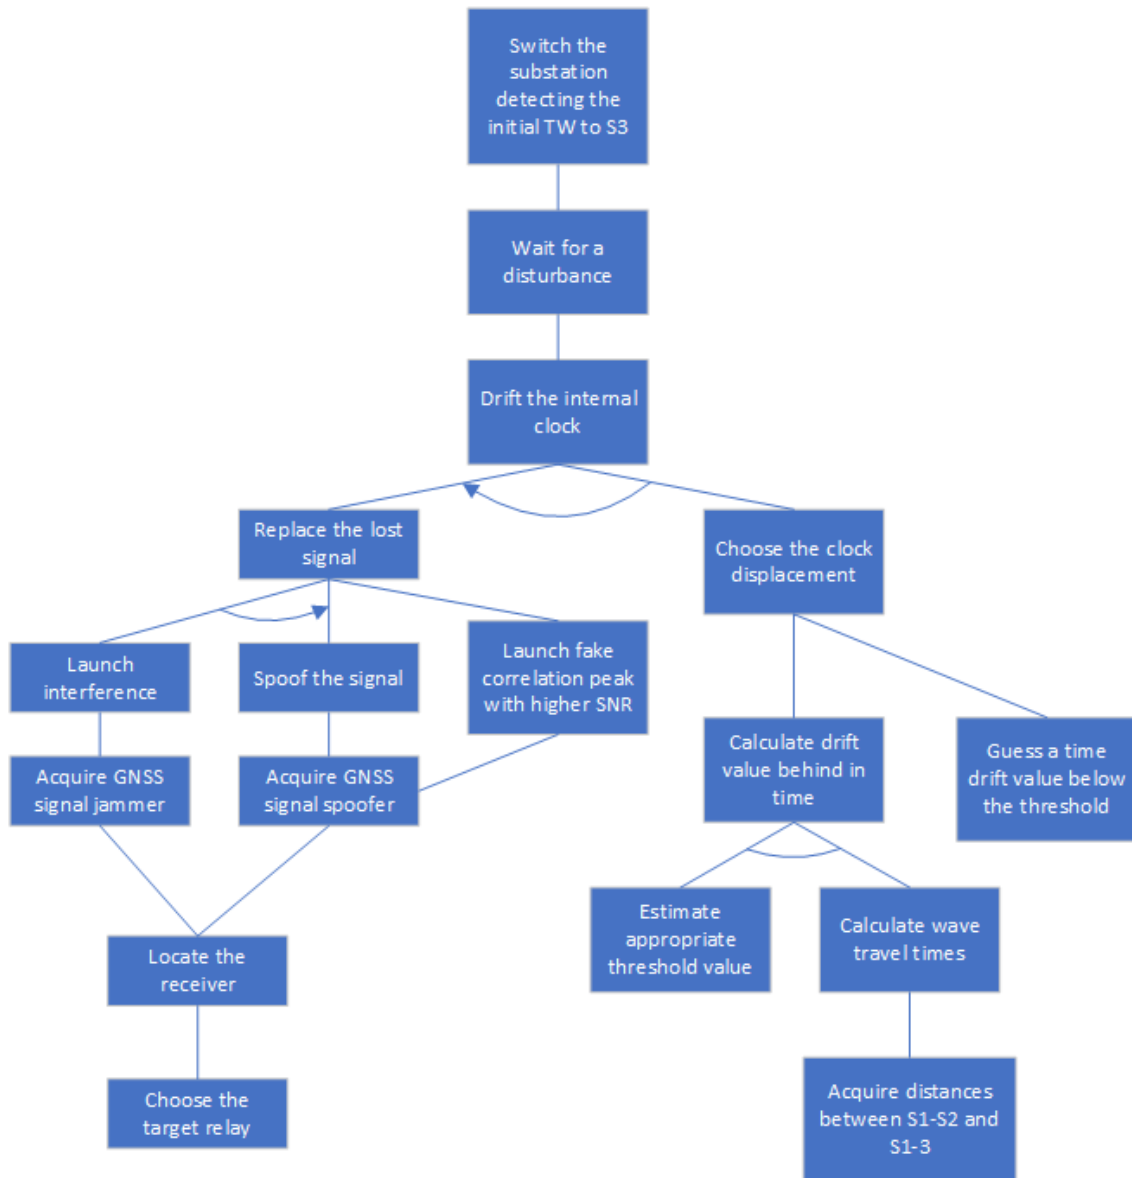 Switch the
substation
detecting the
initial TW to S3
Wait for a
disturbance
Drift the internal
clock
Replace the lost
signal
Choose the clock
displacement
Launch
interference
Spoof the signal
Launch fake
correlation peak
with higher SNR
Calculate drift
value behind in
time
Guess a time
drift value below
the threshold
Acquire GNSS
signal jammer
Acquire GNSS
signal spoofer
Estimate
appropriate
threshold value
Calculate wave
travel times
Locate the
receiver
Choose the
target relay
Acquire distances
between S1-S2 and
S1-3